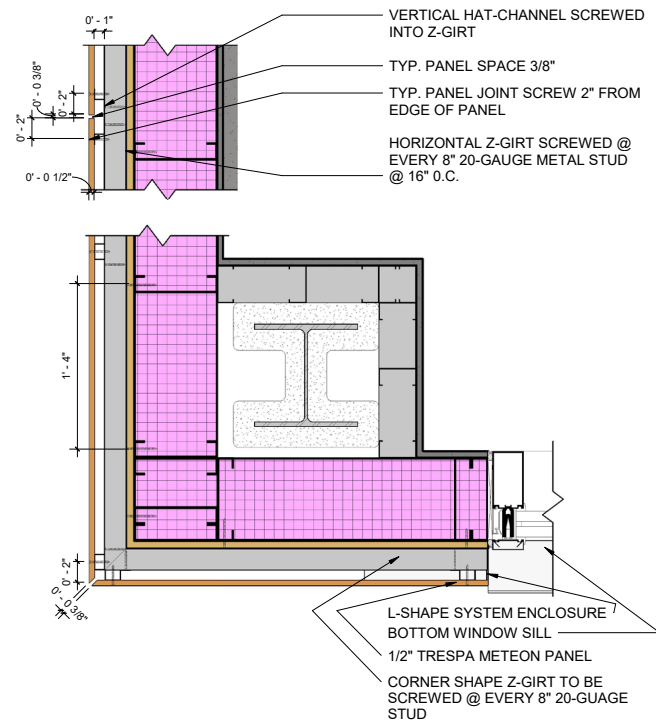 0' - 1"
VERTICAL HAT-CHANNEL SCREWED
INTO Z-GIRT
TYP. PANEL SPACE 3/8"
TYP. PANEL JOINT SCREW 2" FROM
EDGE OF PANEL
HORIZONTAL Z-GIRT SCREWED @
EVERY 8" 20-GAUGE METAL STUD
@ 16" 0.C.
0' - 0 3/8"
0' - 2"
0' - 2"
0' - 0 1/2"
1' - 4"
0' - 2"
0' - 0 3/8"
L-SHAPE SYSTEM ENCLOSURE
BOTTOM WINDOW SILL
1/2" TRESPA METEON PANEL
CORNER SHAPE Z-GIRT TO BE
SCREWED @ EVERY 8" 20-GUAGE
STUD